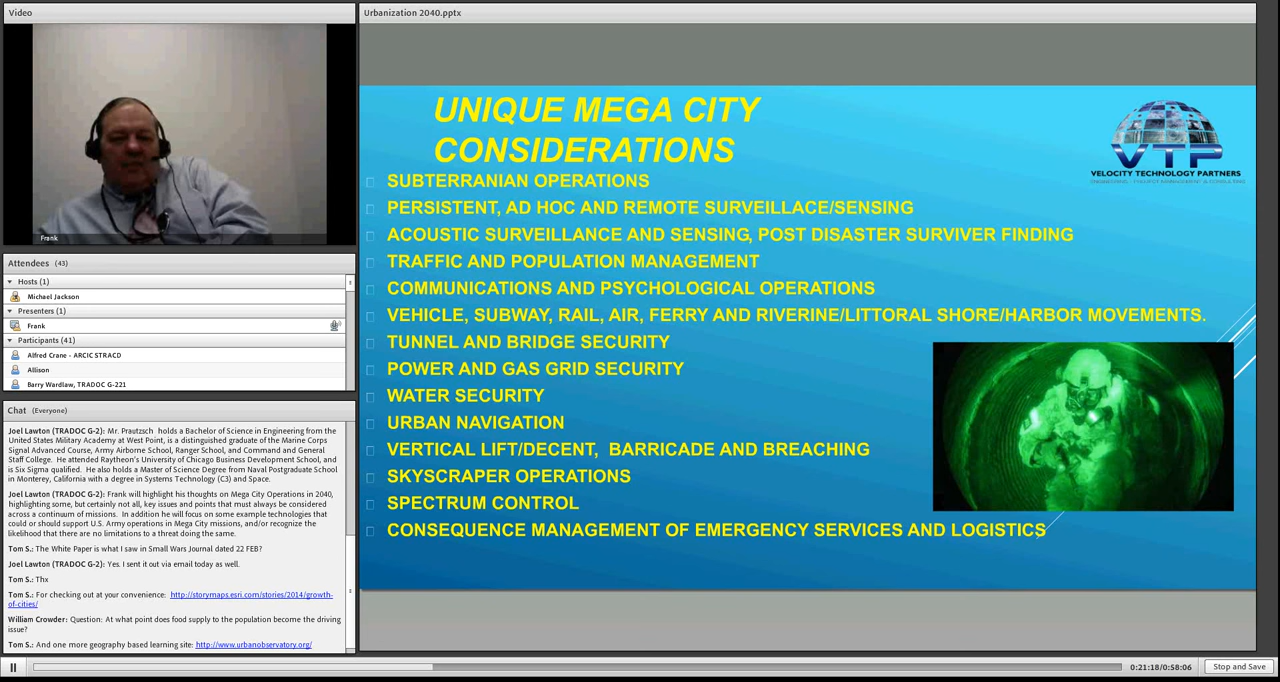 Video
Frank
Attendees (43)
Hosts (1)
Michael Jackson
Presenters (1)
Frank
Participants (41)
Alfred Crane - ARCIC STRACD
Allison
Barry Wardlaw, TRADOC G-221
Chat (Everyone)
Joel Lawton (TRADOC G-2): Mr. Prautzsch holds a Bachelor of Science in Engineering from the
United States Military Academy at West Point, is a distinguished graduate of the Marine Corps
Signal Advanced Course, Army Airborne School, Ranger School, and Command and General
Staff College. He attended Raytheon's University of Chicago Business Development School, and
is Six Sigma qualified. He also holds a Master of Science Degree from Naval Postgraduate School
in Monterey, California with a degree in Systems Technology (C3) and Space.
Joel Lawton (TRADOC G-2): Frank will highlight his thoughts on Mega City Operations in 2040,
highlighting some, but certainly not all, key issues and points that must always be considered
across a continuum of missions. In addition he will focus on some example technologies that
could or should support U.S. Army operations in Mega City missions, and/or recognize the
likelihood that there are no limitations to a threat doing the same.
Tom S.: The White Paper is what I saw in Small Wars Journal dated 22 FEB?
Joel Lawton (TRADOC G-2): Yes. I sent it out via email today as well.
Tom S.: Thx
Tom S.: For checking out at your convenience: http://storymaps.esri.com/stories/2014/growth-
of-cities/
William Crowder: Question: At what point does food supply to the population become the driving
issue?
Tom S.: And one more geography based learning site: http://www.urbanobservatory.org/
Urbanization 2040.pptx
UNIQUE MEGA CITY
CONSIDERATIONS
VTP
VELOCITY TECHNOLOGY PARTNERS
SUBTERRANIAN OPERATIONS
PERSISTENT, AD HOC AND REMOTE SURVEILLACE/SENSING
ACOUSTIC SURVEILLANCE AND SENSING, POST DISASTER SURVIVER FINDING
TRAFFIC AND POPULATION MANAGEMENT
COMMUNICATIONS AND PSYCHOLOGICAL OPERATIONS
VEHICLE, SUBWAY, RAIL, AIR, FERRY AND RIVERINE/LITTORAL SHORE/HARBOR MOVEMENTS.
TUNNEL AND BRIDGE SECURITY
POWER AND GAS GRID SECURITY
WATER SECURITY
URBAN NAVIGATION
VERTICAL LIFT/DECENT, BARRICADE AND BREACHING
SKYSCRAPER OPERATIONS
SPECTRUM CONTROL
CONSEQUENCE MANAGEMENT OF EMERGENCY SERVICES AND LOGISTICS
0:21:18/0:58:06
Stop and Save